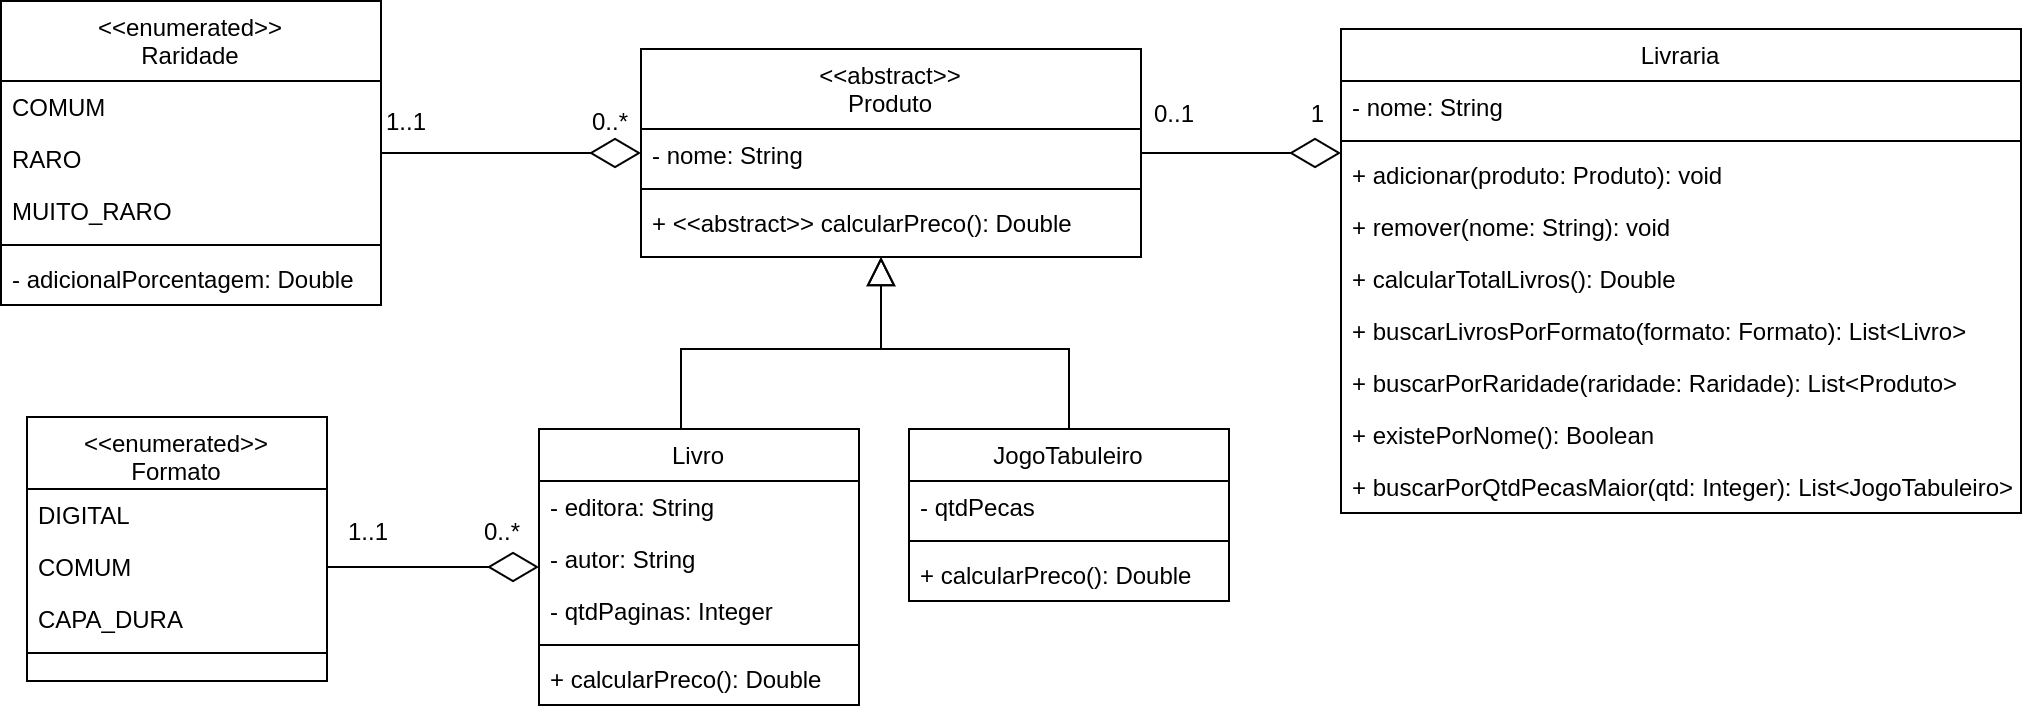 <<enumerated>>
Raridade
COMUM
RARO
MUITO_RARO
- adicionalPorcentagem: Double
1..1
0..*
<<abstract>>
Produto
- nome: String
+ <<abstract>> calcularPreco(): Double
0..1
1
Livraria
- nome: String
+ adicionar(produto: Produto): void
+ remover(nome: String): void
+ calcularTotalLivros(): Double
+ buscarLivrosPorFormato(formato: Formato): List<Livro>
+ buscarPorRaridade(raridade: Raridade): List<Produto>
+ existePorNome(): Boolean
+ buscarPorQtdPecasMaior(qtd: Integer): List<JogoTabuleiro>
<<enumerated>>
Formato
DIGITAL
COMUM
CAPA_DURA
1..1
0..*
Livro
- editora: String
- autor: String
- qtdPaginas: Integer
+ calcularPreco(): Double
JogoTabuleiro
- qtdPecas
+ calcularPreco(): Double